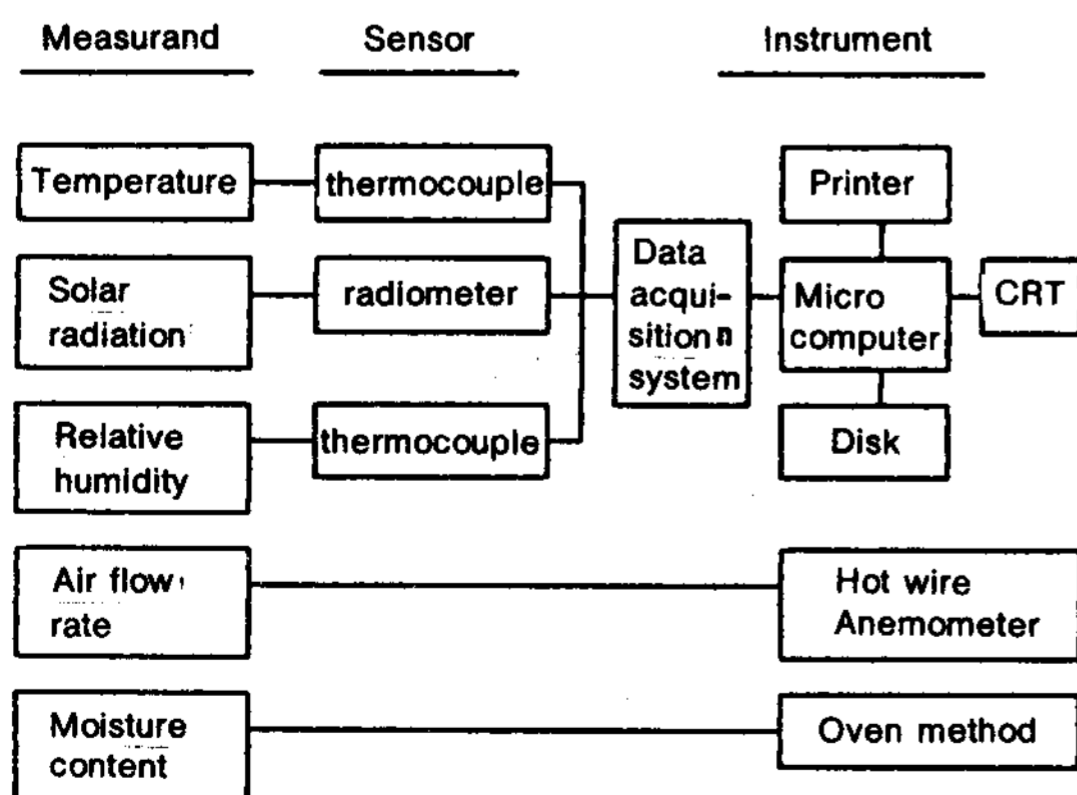 Measurand
Sensor
Instrument
Temperature
thermocouple
Printer
Solar
radiation
radiometer
Data
acqui-
sition
system
Micro
computer
CRT
Relative
humidity
thermocouple
Disk
Air flow
rate
Hot wire
Anemometer
Moisture
content
Oven method